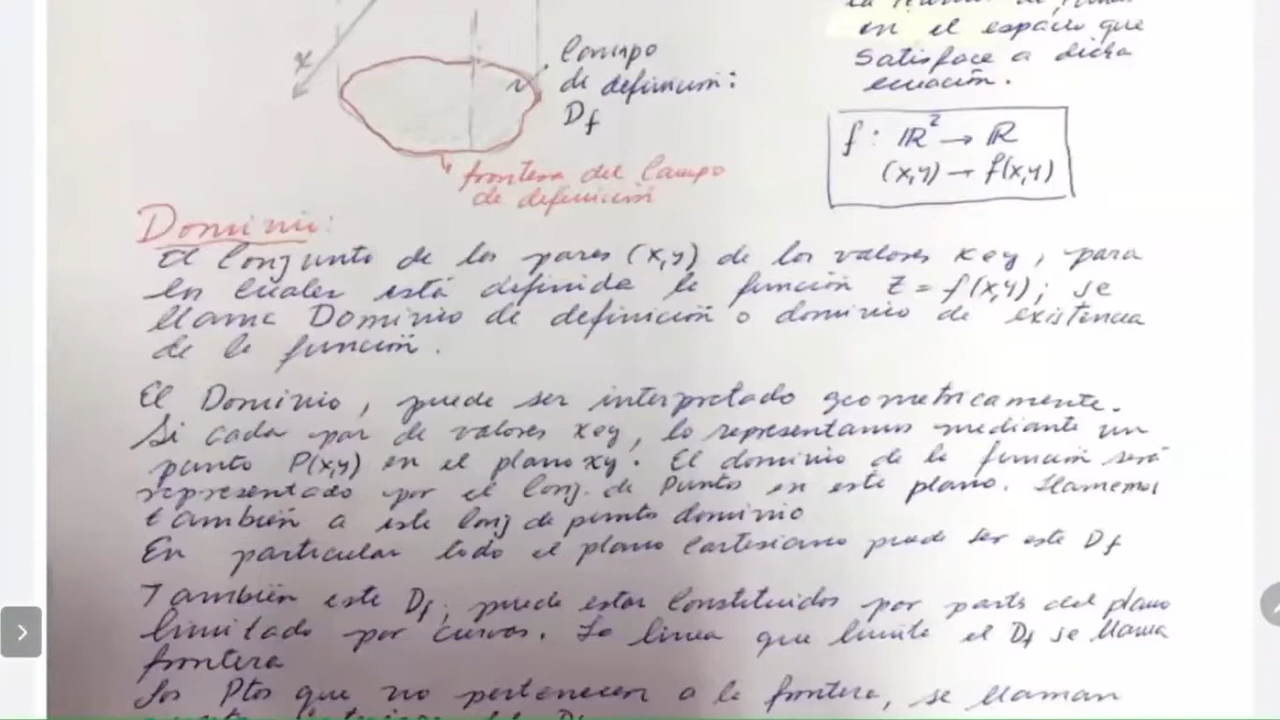 en el espacio que
Satisface a dicha
ecuación.
x
Campo
de definición:
Df
f: ℝ² → ℝ
(x,y) → f(x,y)
frontera del Campo
de definición
Dominio:
El Conjunto de los pares (x,y) de los valores x e y, para
los cuales está definida la función z = f(x,y); se
llama Dominio de definición o dominio de existencia
de la función.
El Dominio, puede ser interpretado geometricamente.
Si cada par de valores x e y, lo representamos mediante un
punto P(x,y) en el plano xy. El dominio de la función será
representado por el Conj. de Puntos en este plano. Llamemos
también a este Conj de punto dominio
En particular todo el plano Cartesiano puede ser este Df
También este Df, puede estar Constituidos por parts del plano
limitado por curvas. La linea que limite el Df se llama
frontera
Los Ptos que no pertenecen a la frontera, se llaman